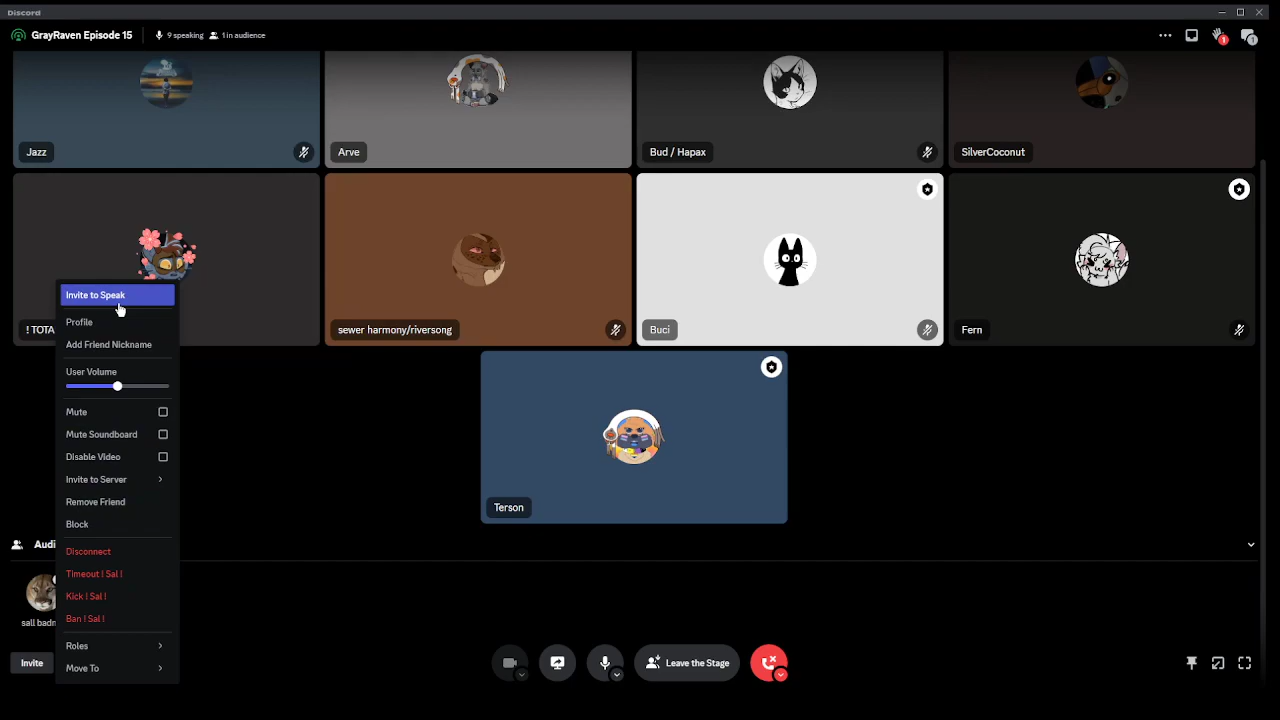 Discord
GrayRaven Episode 15
9 speaking
1 in audience
1
1
Jazz
Arve
Bud / Hapax
SilverCoconut
! TOTA
sewer harmony/riversong
Buci
Fern
Terson
Invite to Speak
Profile
Add Friend Nickname
User Volume
Mute
Mute Soundboard
Disable Video
Invite to Server
Remove Friend
Block
Disconnect
Timeout ! Sal !
Kick ! Sal !
Ban ! Sal !
Roles
Move To
Audi
sall badn
Invite
Leave the Stage